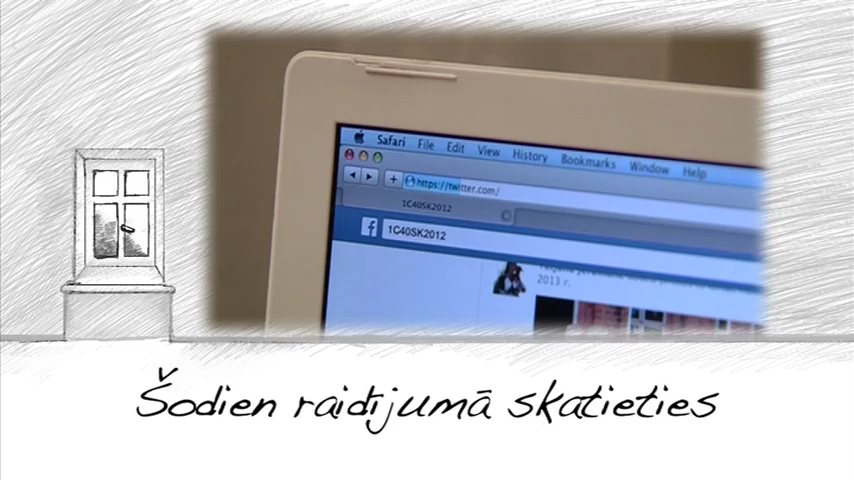 Safari File Edit View History Bookmarks Window Help
https://twitter.com/
1C40SK2012
f 1C40SK2012
2013 r.
Šodien raidījumā skatieties